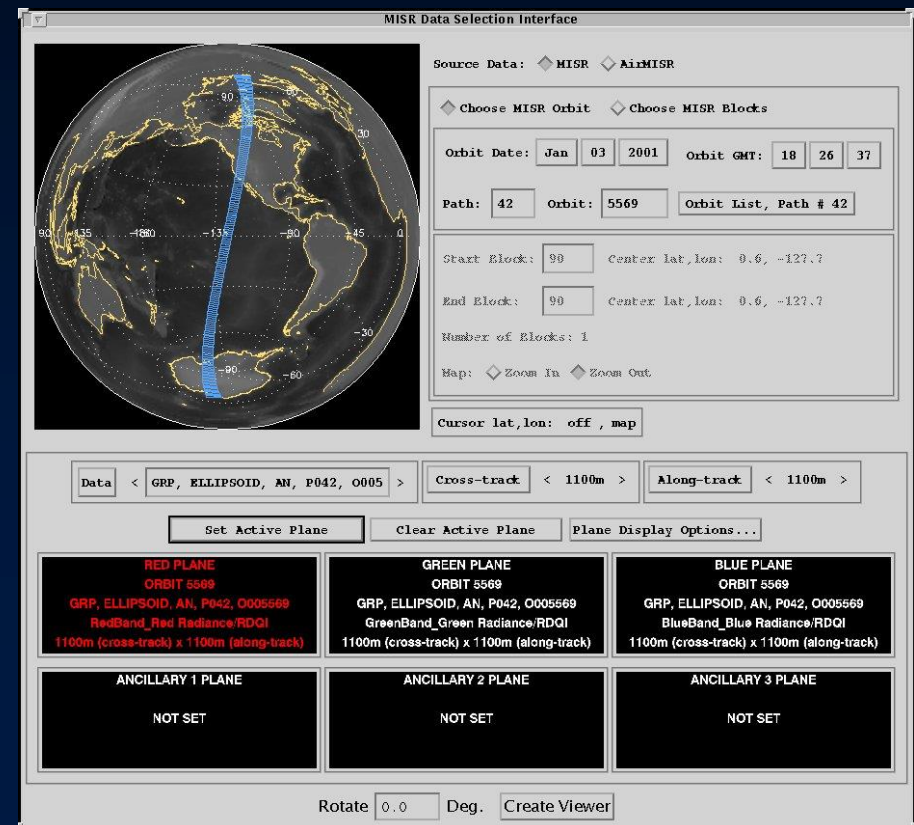 MISR Data Selection Interface
Source Data: MISR AirMISR
Choose MISR Orbit Choose MISR Blocks
Orbit Date: Jan 03 2001 Orbit GMT: 18 26 37
Path: 42 Orbit: 5569 Orbit List, Path # 42
Start Block: 90 Center lat,lon: 0.6, -127.7
End Block: 90 Center lat,lon: 0.6, -127.7
Number of Blocks: 1
Map: Zoom In Zoom Out
Cursor lat,lon: off , map
90
30
90 -135 -135 -90 -45 0
-30
-90 -60
Data < GRP, ELLIPSOID, AN, P042, O005 > Cross-track < 1100m > Along-track < 1100m >
Set Active Plane Clear Active Plane Plane Display Options...
RED PLANE
ORBIT 5569
GRP, ELLIPSOID, AN, P042, O005569
RedBand_Red Radiance/RDQI
1100m (cross-track) x 1100m (along-track)
GREEN PLANE
ORBIT 5569
GRP, ELLIPSOID, AN, P042, O005569
GreenBand_Green Radiance/RDQI
1100m (cross-track) x 1100m (along-track)
BLUE PLANE
ORBIT 5569
GRP, ELLIPSOID, AN, P042, O005569
BlueBand_Blue Radiance/RDQI
1100m (cross-track) x 1100m (along-track)
ANCILLARY 1 PLANE
NOT SET
ANCILLARY 2 PLANE
NOT SET
ANCILLARY 3 PLANE
NOT SET
Rotate 0.0 Deg. Create Viewer